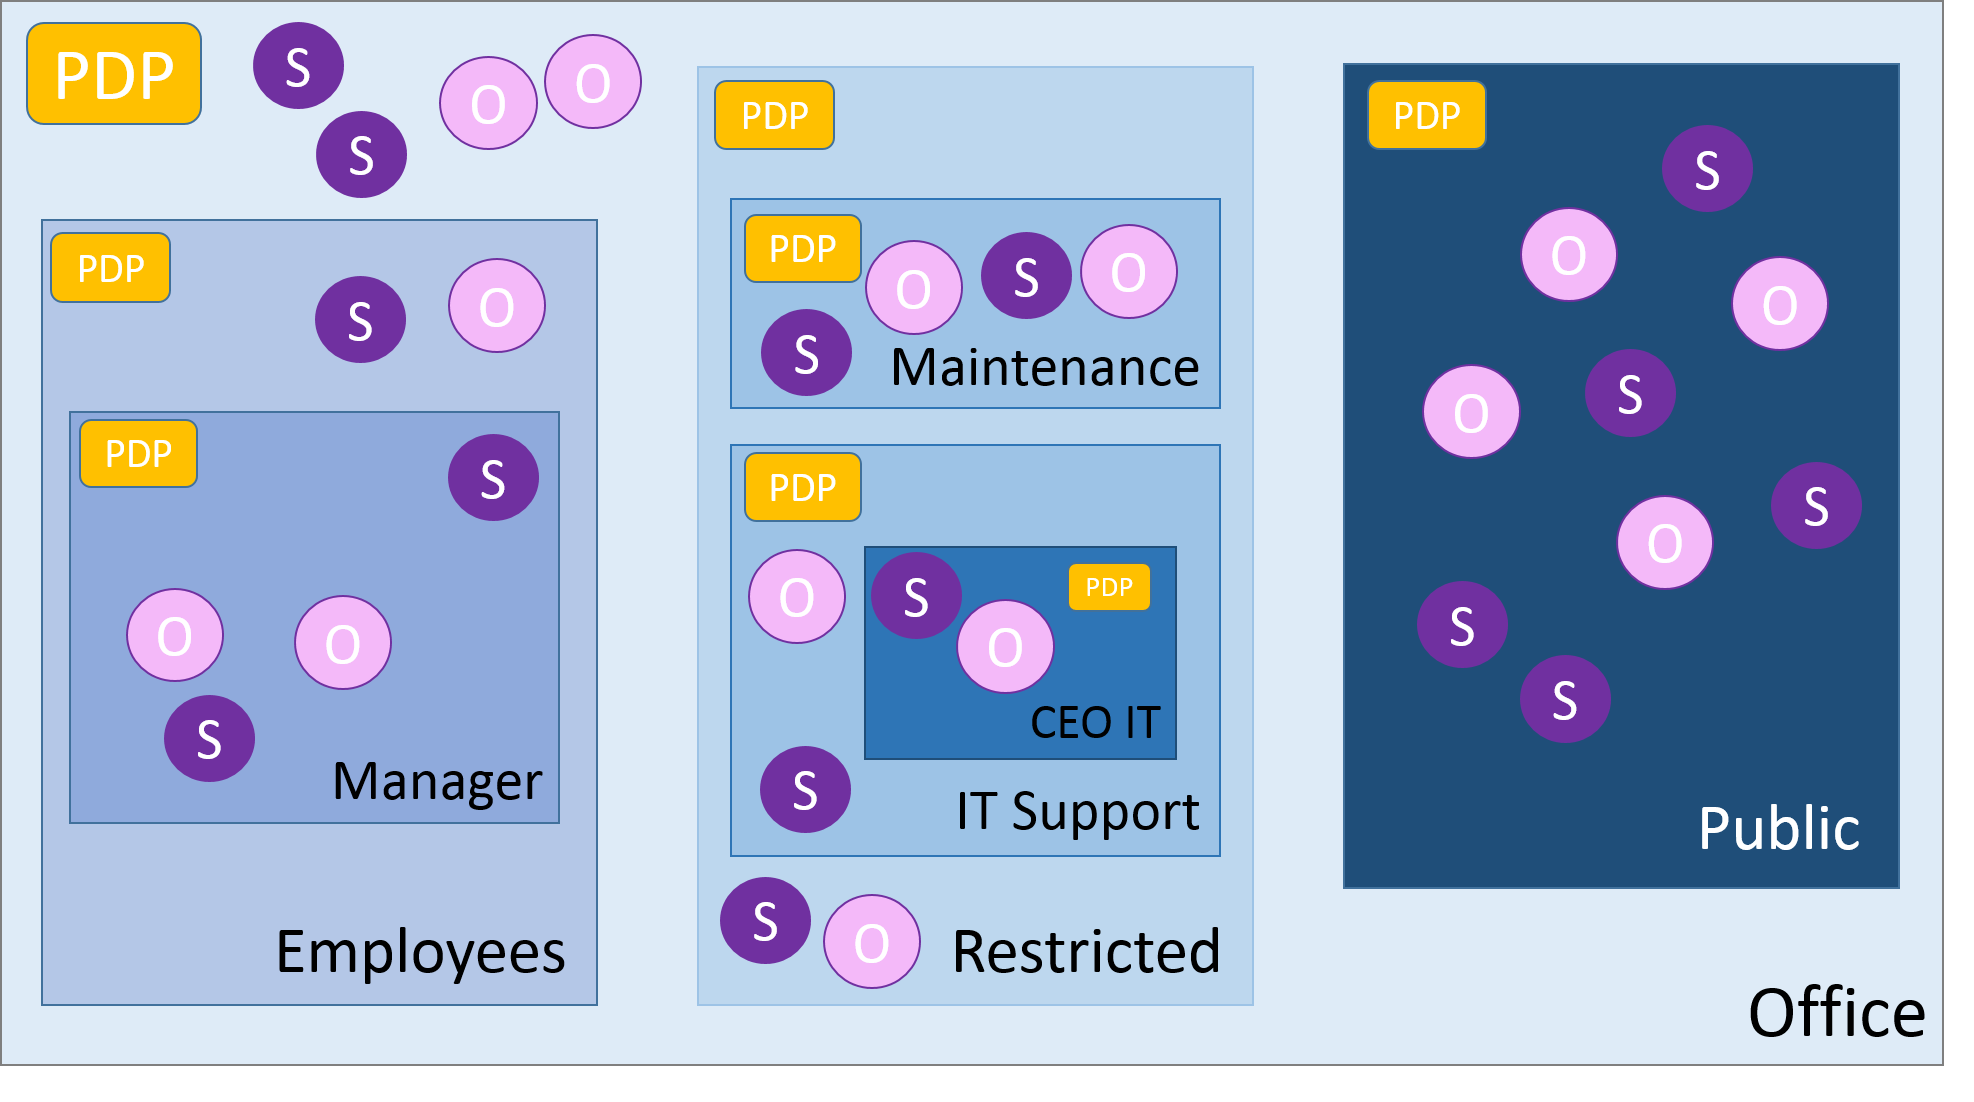 PDP
S
O
O
S
PDP
S
O
PDP
S
O
O
S
Manager
Employees
PDP
PDP
O
S
O
S
Maintenance
PDP
O
S
O
PDP
CEO IT
S
IT Support
S
O
Restricted
PDP
S
O
O
S
O
S
O
S
S
Public
Office